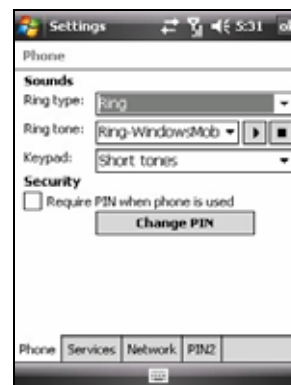 Settings 5:31 ok
Phone
Sounds
Ring type: Ring
Ring tone: Ring-WindowsMob
Keypad: Short tones
Security
Require PIN when phone is used
Change PIN
Phone Services Network PIN2